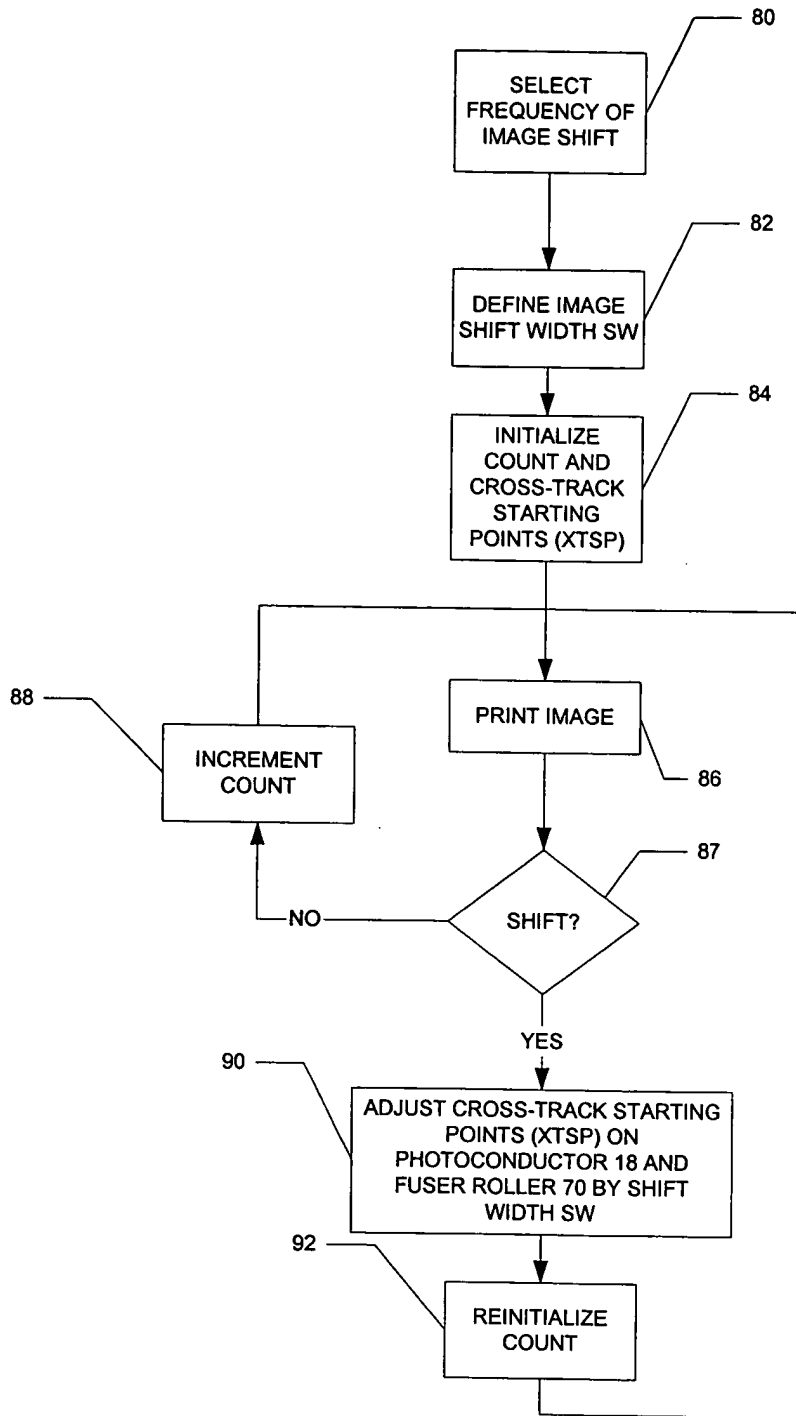 80
SELECT
FREQUENCY OF
IMAGE SHIFT
82
DEFINE IMAGE
SHIFT WIDTH SW
84
INITIALIZE
COUNT AND
CROSS-TRACK
STARTING
POINTS (XTSP)
88
INCREMENT
COUNT
PRINT IMAGE
86
87
SHIFT?
NO
YES
90
ADJUST CROSS-TRACK STARTING
POINTS (XTSP) ON
PHOTOCONDUCTOR 18 AND
FUSER ROLLER 70 BY SHIFT
WIDTH SW
92
REINITIALIZE
COUNT